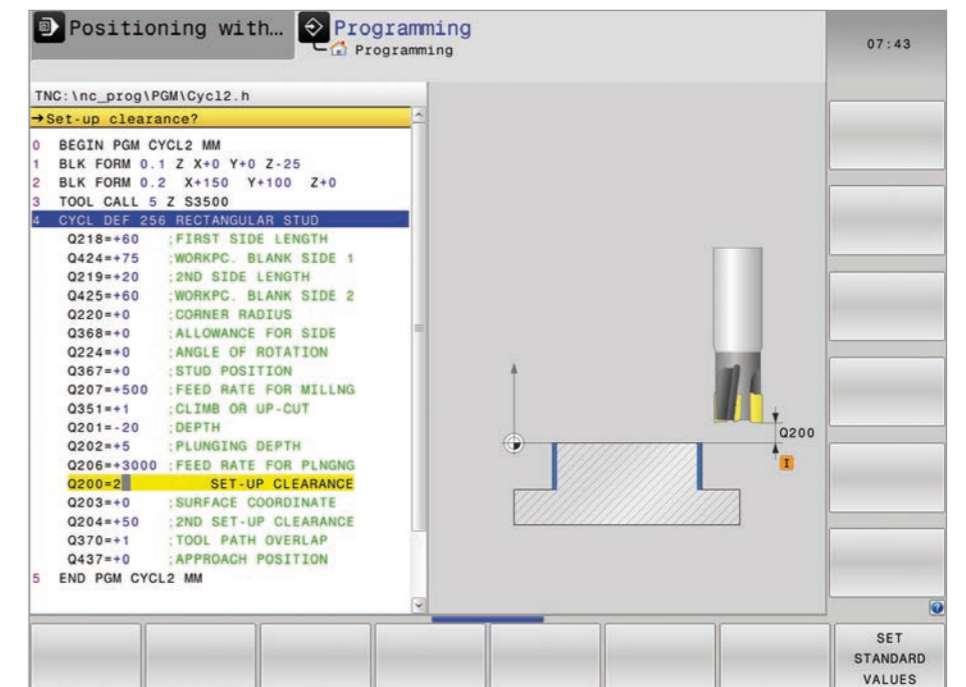 Positioning with… Programming
Programming
07:43
TNC:\nc_prog\PGM\Cycl2.h
→Set-up clearance?
0 BEGIN PGM CYCL2 MM
1 BLK FORM 0.1 Z X+0 Y+0 Z-25
2 BLK FORM 0.2 X+150 Y+100 Z+0
3 TOOL CALL 5 Z S3500
4 CYCL DEF 256 RECTANGULAR STUD
Q218=+60 ;FIRST SIDE LENGTH
Q424=+75 ;WORKPC. BLANK SIDE 1
Q219=+20 ;2ND SIDE LENGTH
Q425=+60 ;WORKPC. BLANK SIDE 2
Q220=+0 ;CORNER RADIUS
Q368=+0 ;ALLOWANCE FOR SIDE
Q224=+0 ;ANGLE OF ROTATION
Q367=+0 ;STUD POSITION
Q207=+500 ;FEED RATE FOR MILLNG
Q351=+1 ;CLIMB OR UP-CUT
Q201=-20 ;DEPTH
Q202=+5 ;PLUNGING DEPTH
Q206=+3000 ;FEED RATE FOR PLNGNG
Q200=2 SET-UP CLEARANCE
Q203=+0 ;SURFACE COORDINATE
Q204=+50 ;2ND SET-UP CLEARANCE
Q370=+1 ;TOOL PATH OVERLAP
Q437=+0 ;APPROACH POSITION
5 END PGM CYCL2 MM
Q200
I
?
SET
STANDARD
VALUES